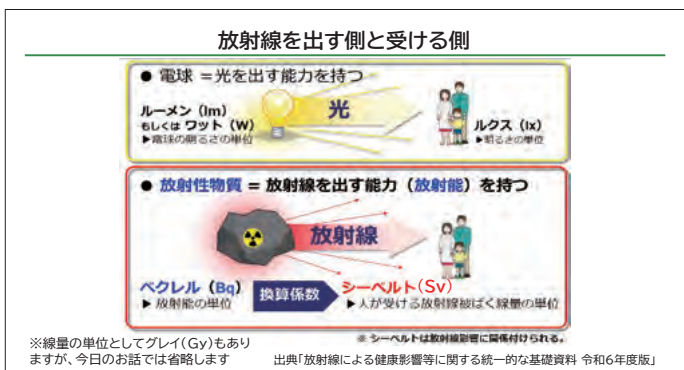 放射線を出す側と受ける側
● 電球 =光を出す能力を持つ
ルーメン（lm）
もしくは ワット（W）
▶電球の明るさの単位
光
ルクス（lx）
▶明るさの単位
● 放射性物質 = 放射線を出す能力（放射能）を持つ
放射線
ベクレル（Bq）
▶ 放射能の単位
換算係数
シーベルト(Sv)
▶人が受ける放射線被ばく線量の単位
※ シーベルトは放射線影響に関係付けられる。
※線量の単位としてグレイ(Gy)もあり
ますが、今日のお話では省略します
出典「放射線による健康影響等に関する統一的な基礎資料 令和6年度版」